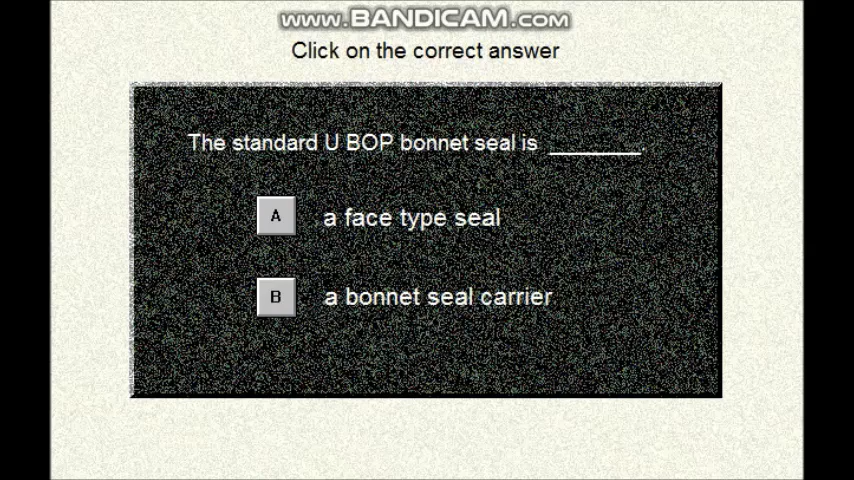 www.BANDICAM.com
Click on the correct answer
The standard U BOP bonnet seal is ________.
A a face type seal
B a bonnet seal carrier